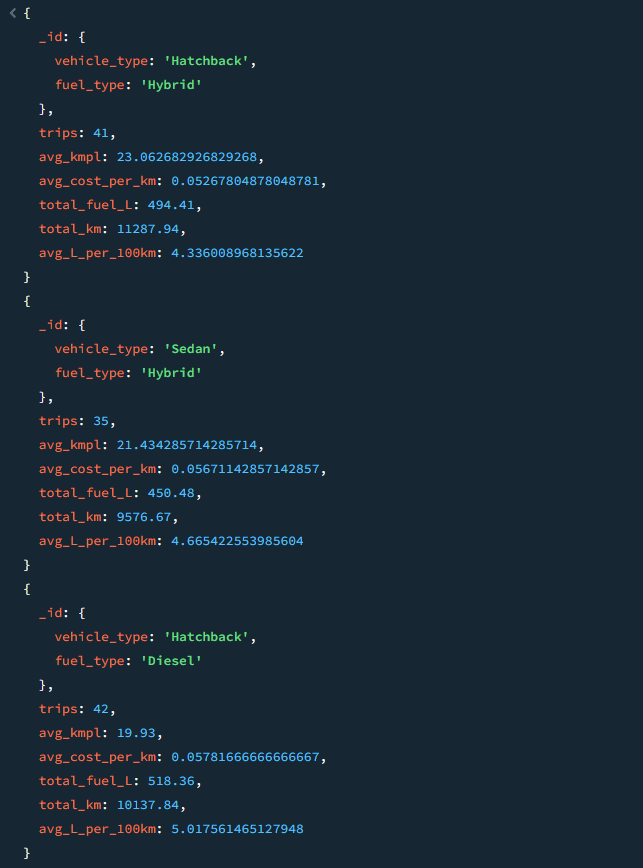 {
  _id: {
    vehicle_type: 'Hatchback',
    fuel_type: 'Hybrid'
  },
  trips: 41,
  avg_kmpl: 23.062682926829268,
  avg_cost_per_km: 0.05267804878048781,
  total_fuel_L: 494.41,
  total_km: 11287.94,
  avg_L_per_100km: 4.336008968135622
}
{
  _id: {
    vehicle_type: 'Sedan',
    fuel_type: 'Hybrid'
  },
  trips: 35,
  avg_kmpl: 21.434285714285714,
  avg_cost_per_km: 0.05671142857142857,
  total_fuel_L: 450.48,
  total_km: 9576.67,
  avg_L_per_100km: 4.665422553985604
}
{
  _id: {
    vehicle_type: 'Hatchback',
    fuel_type: 'Diesel'
  },
  trips: 42,
  avg_kmpl: 19.93,
  avg_cost_per_km: 0.05781666666666667,
  total_fuel_L: 518.36,
  total_km: 10137.84,
  avg_L_per_100km: 5.017561465127948
}